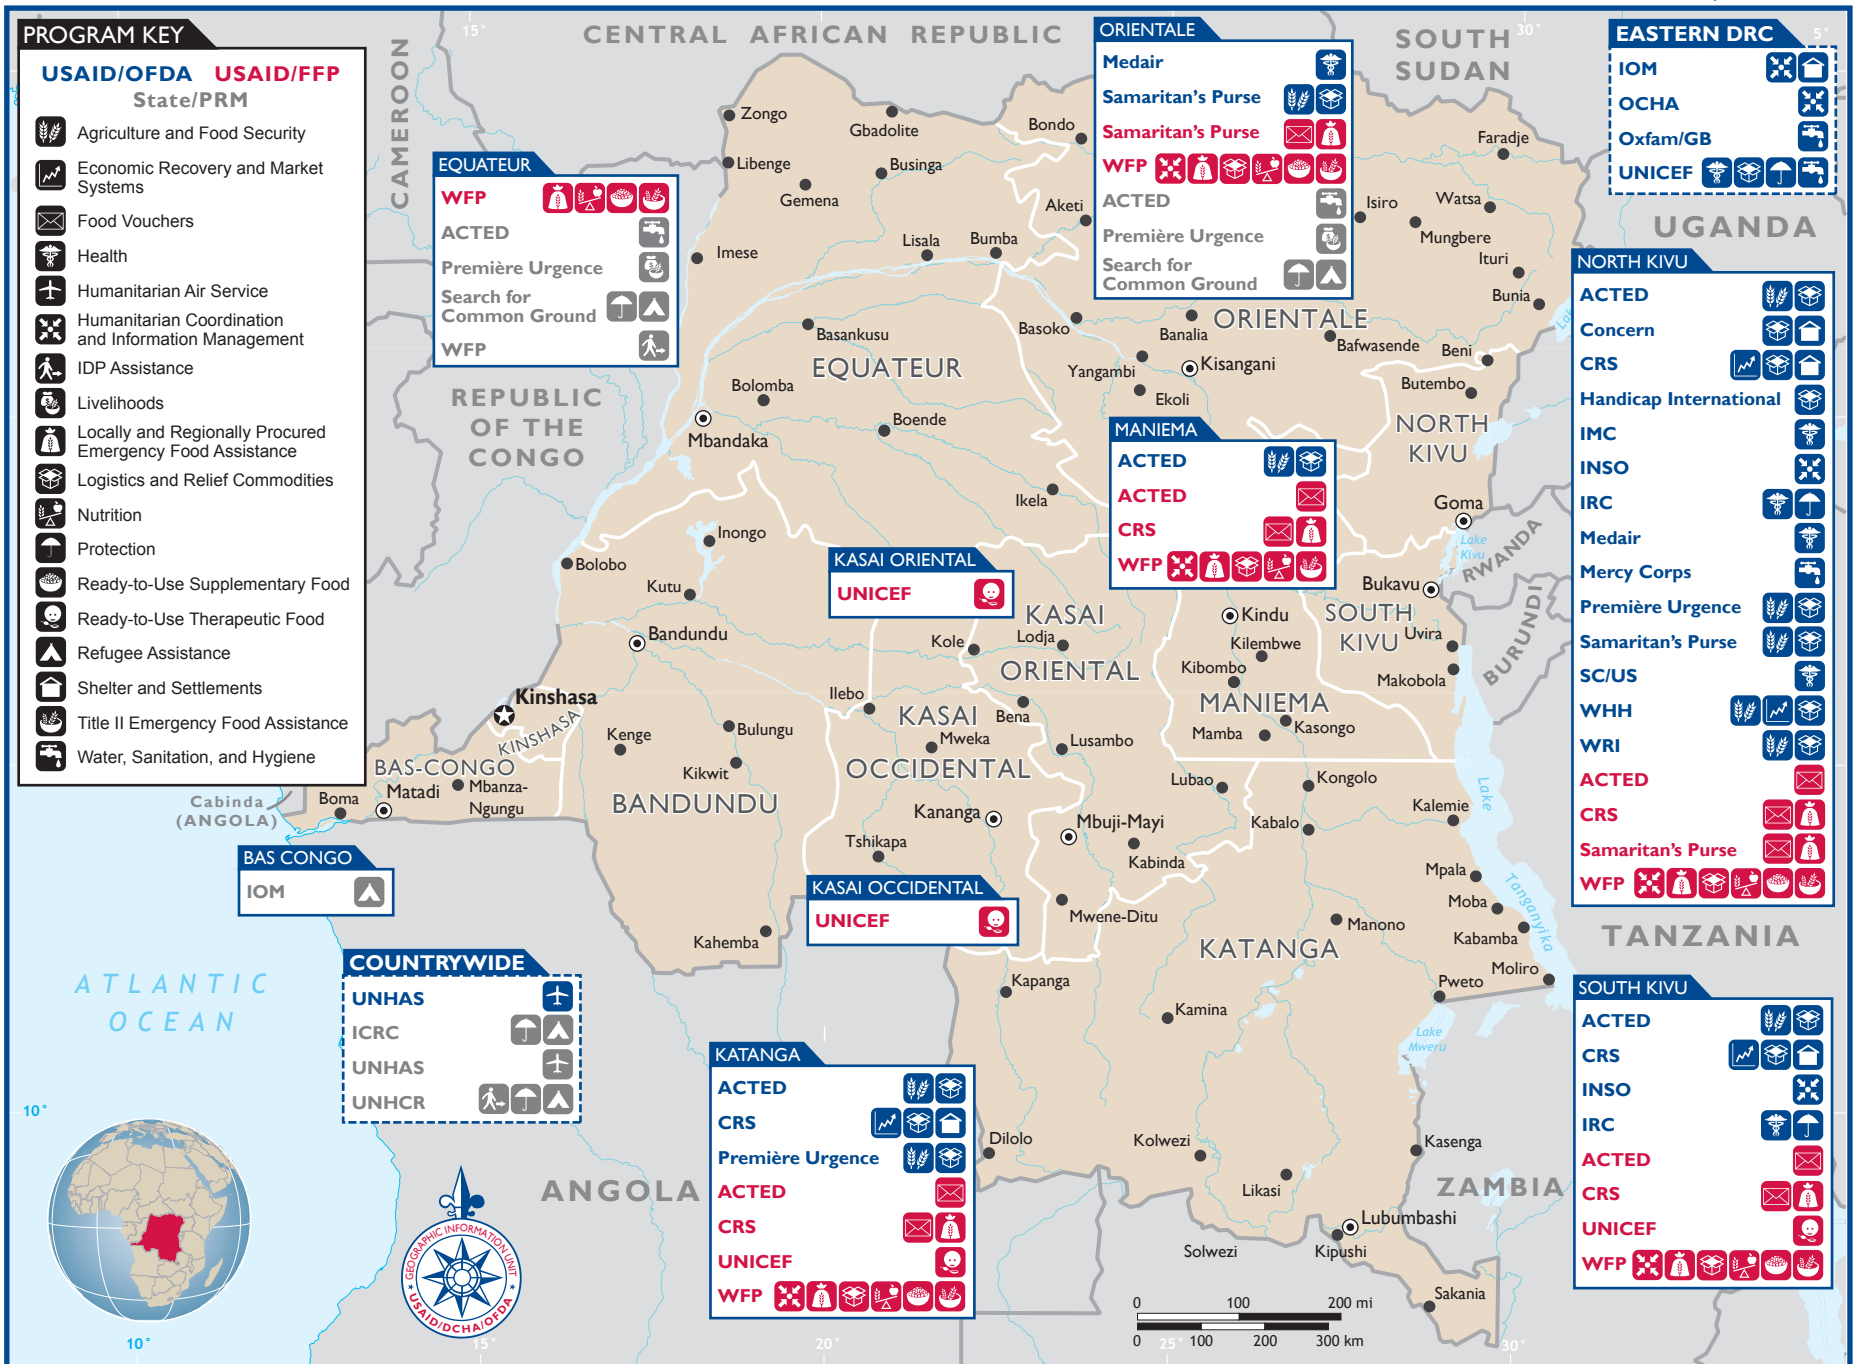 PROGRAM KEY
USAID/OFDA USAID/FFP
State/PRM
Agriculture and Food Security
Economic Recovery and Market
Systems
Food Vouchers
Health
Humanitarian Air Service
Humanitarian Coordination
and Information Management
IDP Assistance
Livelihoods
Locally and Regionally Procured
Emergency Food Assistance
Logistics and Relief Commodities
Nutrition
Protection
Ready-to-Use Supplementary Food
Ready-to-Use Therapeutic Food
Refugee Assistance
Shelter and Settlements
Title II Emergency Food Assistance
Water, Sanitation, and Hygiene
EQUATEUR
WFP
ACTED
Première Urgence
Search for
Common Ground
WFP
ORIENTALE
Medair
Samaritan's Purse
Samaritan's Purse
WFP
ACTED
Première Urgence
Search for
Common Ground
EASTERN DRC
IOM
OCHA
Oxfam/GB
UNICEF
NORTH KIVU
ACTED
Concern
CRS
Handicap International
IMC
INSO
IRC
Medair
Mercy Corps
Première Urgence
Samaritan's Purse
SC/US
WHH
WRI
ACTED
CRS
Samaritan's Purse
WFP
MANIEMA
ACTED
ACTED
CRS
WFP
KASAI ORIENTAL
UNICEF
KASAI OCCIDENTAL
UNICEF
BAS CONGO
IOM
COUNTRYWIDE
UNHAS
ICRC
UNHAS
UNHCR
KATANGA
ACTED
CRS
Première Urgence
ACTED
CRS
UNICEF
WFP
SOUTH KIVU
ACTED
CRS
INSO
IRC
ACTED
CRS
UNICEF
WFP
15°
30°
5°
CENTRAL AFRICAN REPUBLIC
SOUTH
SUDAN
CAMEROON
UGANDA
REPUBLIC
OF THE
CONGO
RWANDA
BURUNDI
TANZANIA
ZAMBIA
ANGOLA
Cabinda
(ANGOLA)
ATLANTIC
OCEAN
Zongo
Gbadolite
Bondo
Faradje
Libenge
Businga
Gemena
Aketi
Isiro
Watsa
Mungbere
Imese
Lisala
Bumba
Ituri
Bunia
Basankusu
Basoko
Banalia
ORIENTALE
Bafwasende
Beni
EQUATEUR
Yangambi
Kisangani
Bolomba
Ekoli
Butembo
Mbandaka
Boende
NORTH
KIVU
Ikela
Goma
Inongo
Lake
Kivu
Bolobo
Kutu
Bukavu
KASAI
ORIENTAL
Kindu
SOUTH
KIVU
Bandundu
Kole
Lodja
Kilembwe
Uvira
Kibombo
Makobola
Kinshasa
KINSHASA
Ilebo
KASAI
OCCIDENTAL
Bena
MANIEMA
Kenge
Bulungu
Mweka
Lusambo
Mamba
Kasongo
BAS-CONGO
Kikwit
Boma
Matadi
Mbanza-
Ngungu
BANDUNDU
Lubao
Kongolo
Kananga
Mbuji-Mayi
Kabalo
Kalemie
Tshikapa
Kabinda
Mpala
Lake
Tanganyika
Mwene-Ditu
Moba
Manono
Kabamba
Kahemba
KATANGA
Moliro
Kapanga
Pweto
Kamina
Lake
Mweru
Dilolo
Kolwezi
Kasenga
Likasi
Lubumbashi
Solwezi
Kipushi
Sakania
10°
10°
15°
20°
25°
30°
GEOGRAPHIC INFORMATION UNIT
USAID/DCHA/OFDA
0 100 200 mi
0 100 200 300 km